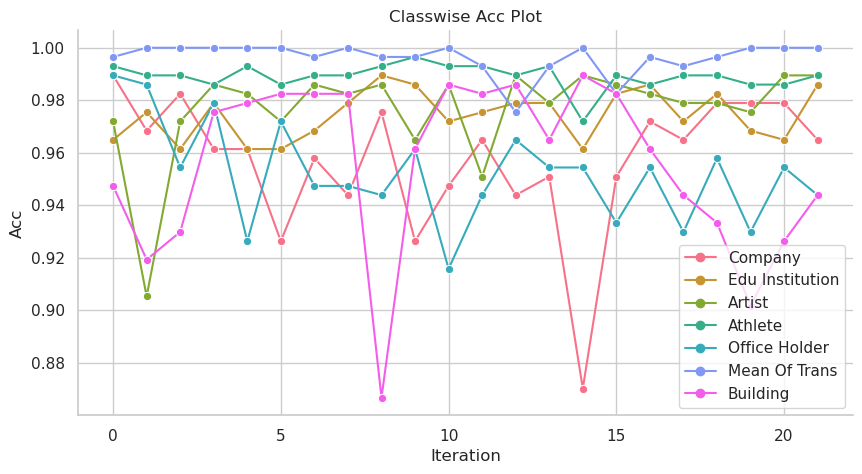 Classwise Acc Plot
1.00
0.98
0.96
0.94
0.92
0.90
0.88
Acc
0
5
10
15
20
Iteration
Company
Edu Institution
Artist
Athlete
Office Holder
Mean Of Trans
Building